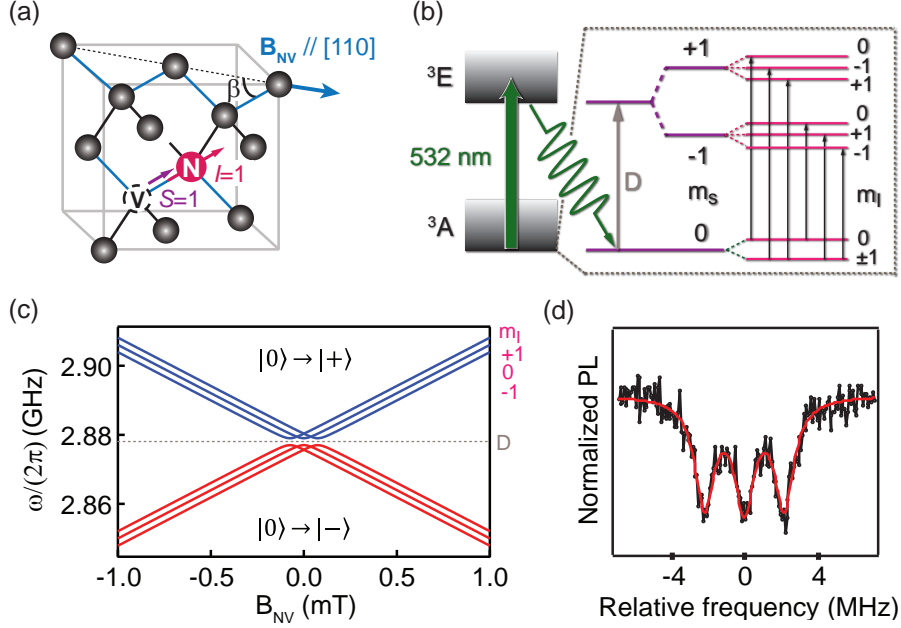 (a)
B_NV // [110]
β
N
I=1
V
S=1
(b)
³E
532 nm
³A
D
+1
-1
m_s
0
0
-1
+1
0
+1
-1
m_I
0
±1
(c)
ω/(2π) (GHz)
2.90
2.88
2.86
|0⟩→|+⟩
|0⟩→|−⟩
m_I
+1
0
-1
D
-1.0 -0.5 0.0 0.5 1.0
B_NV (mT)
(d)
Normalized PL
-4 0 4
Relative frequency (MHz)